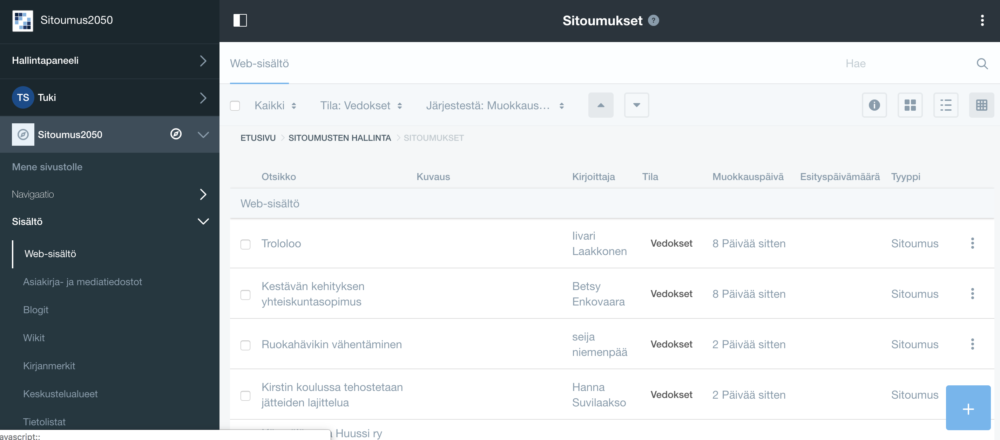 Sitoumus2050
Hallintapaneeli
TS Tuki
Sitoumus2050
Mene sivustolle
Navigaatio
Sisältö
Web-sisältö
Asiakirja- ja mediatiedostot
Blogit
Wikit
Kirjanmerkit
Keskustelualueet
Tietolistat
avascript::
Sitoumukset ?
Web-sisältö
Hae
Kaikki Tila: Vedokset Järjestestä: Muokkaus...
ETUSIVU > SITOUMUSTEN HALLINTA > SITOUMUKSET
Otsikko Kuvaus Kirjoittaja Tila Muokkauspäivä Esityspäivämäärä Tyyppi
Web-sisältö
Trololoo Iivari Laakkonen Vedokset 8 Päivää sitten Sitoumus
Kestävän kehityksen yhteiskuntasopimus Betsy Enkovaara Vedokset 8 Päivää sitten Sitoumus
Ruokahävikin vähentäminen seija niemenpää Vedokset 2 Päivää sitten Sitoumus
Kirstin koulussa tehostetaan jätteiden lajittelua Hanna Suvilaakso Vedokset 2 Päivää sitten Sitoumus
Huussi ry